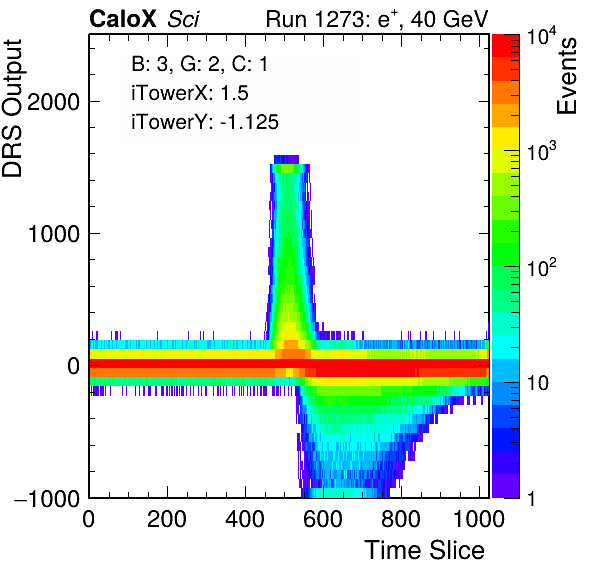 CaloX Sci Run 1273: e+, 40 GeV
B: 3, G: 2, C: 1
iTowerX: 1.5
iTowerY: -1.125
DRS Output
2000
1000
0
−1000
0 200 400 600 800 1000
Time Slice
Events
10^4
10^3
10^2
10
1